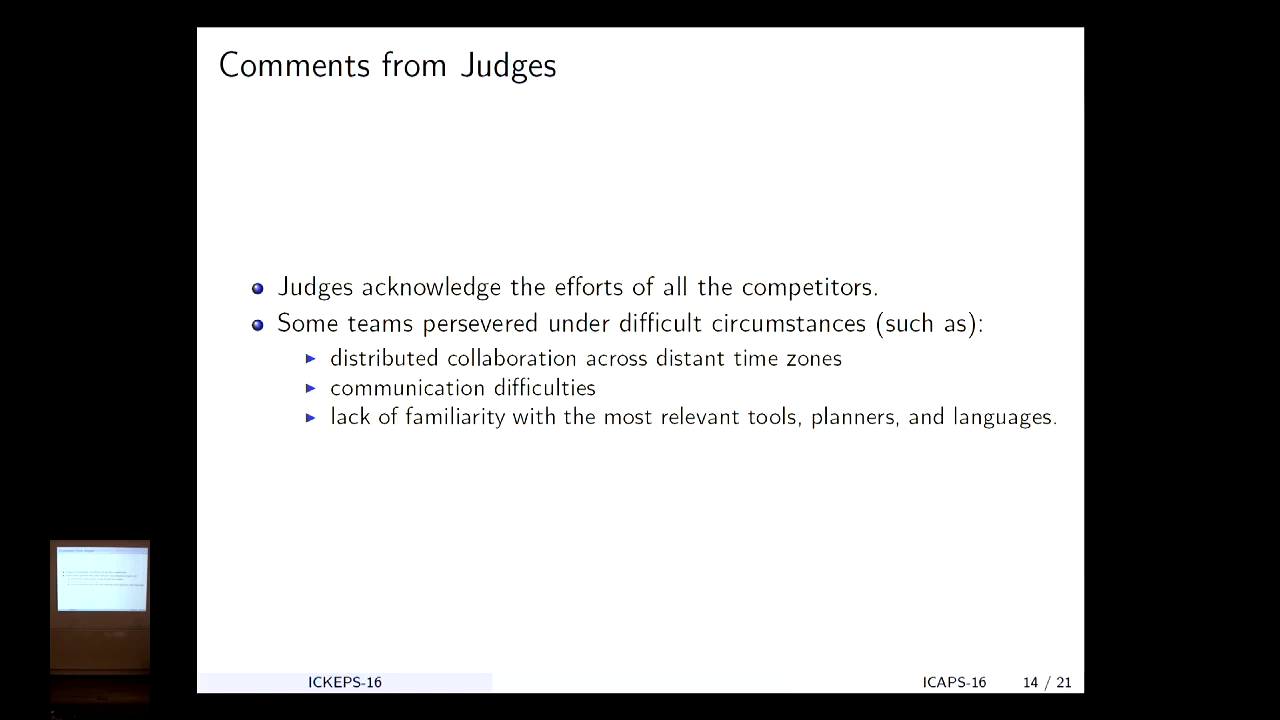 Comments from Judges
Judges acknowledge the efforts of all the competitors.
Some teams persevered under difficult circumstances (such as):
distributed collaboration across distant time zones
communication difficulties
lack of familiarity with the most relevant tools, planners, and languages.
ICKEPS-16
ICAPS-16
14 / 21